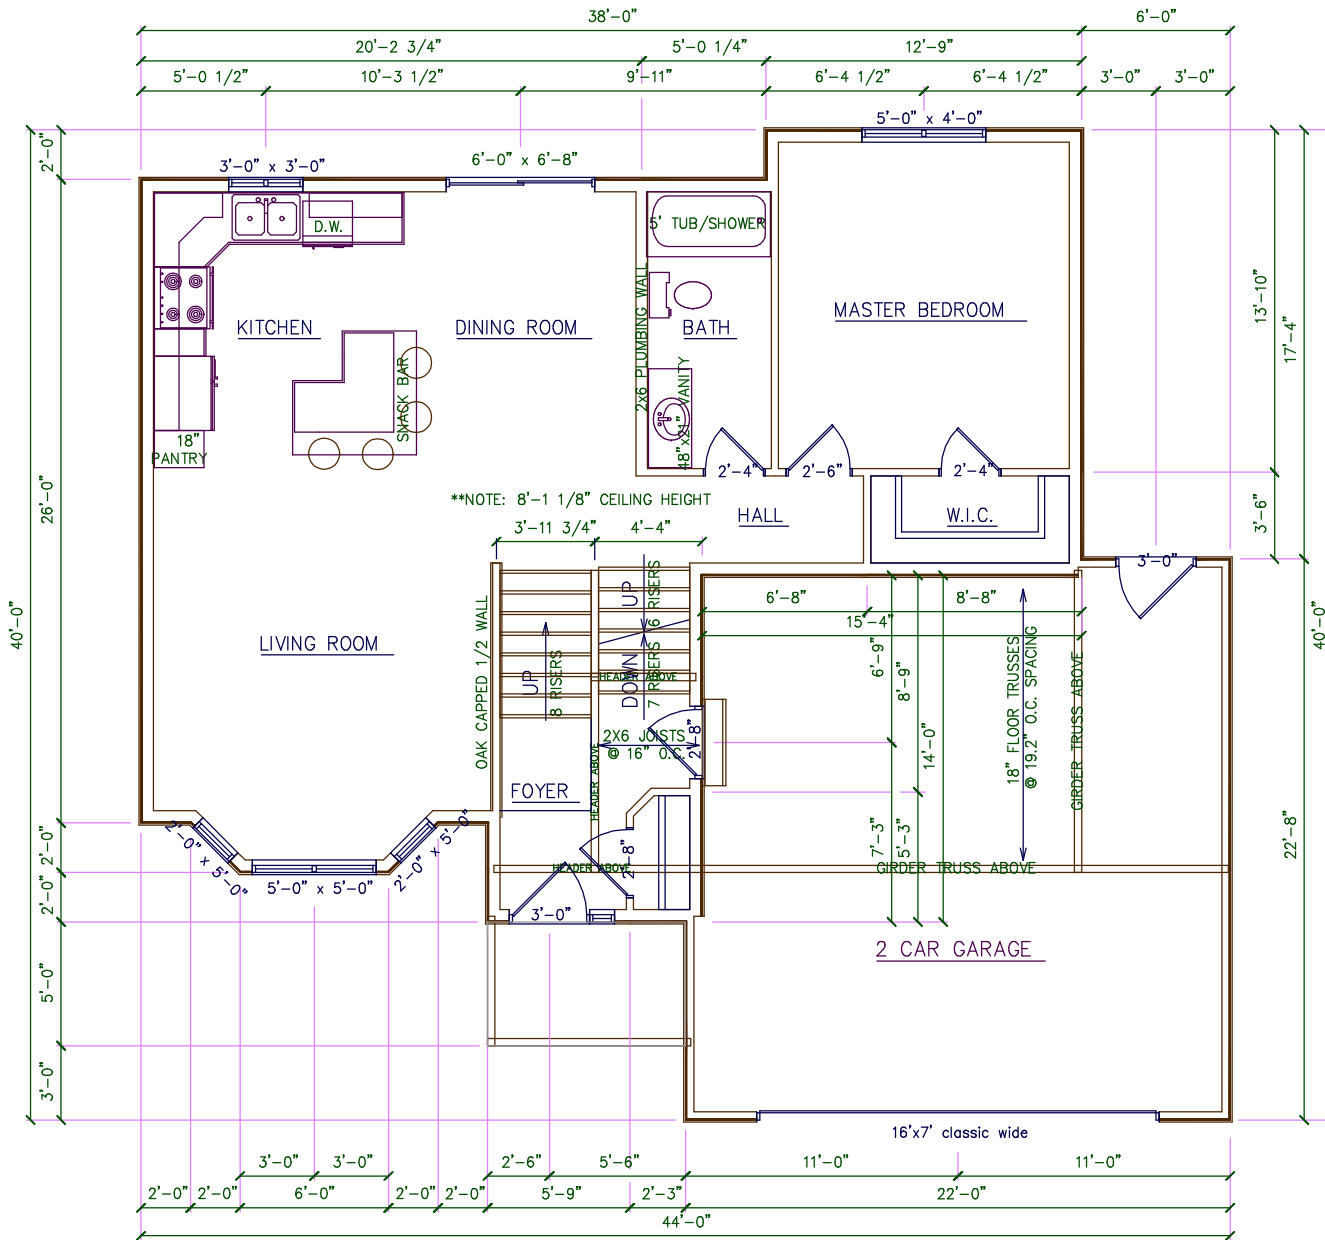 38'-0"
6'-0"
20'-2 3/4"
5'-0 1/4"
12'-9"
5'-0 1/2"
10'-3 1/2"
9'-11"
6'-4 1/2"
6'-4 1/2"
3'-0"
3'-0"
5'-0" x 4'-0"
2'-0"
3'-0" x 3'-0"
6'-0" x 6'-8"
D.W.
5' TUB/SHOWER
KITCHEN
DINING ROOM
2x6 PLUMBING WALL
BATH
MASTER BEDROOM
13'-10"
17'-4"
SNACK BAR
48"x21" VANITY
18"
PANTRY
2'-4"
2'-6"
2'-4"
26'-0"
**NOTE: 8'-1 1/8" CEILING HEIGHT
HALL
W.I.C.
3'-6"
3'-11 3/4"
4'-4"
3'-0"
40'-0"
OAK CAPPED 1/2 WALL
UP
8 RISERS
UP
6 RISERS
DOWN
7 RISERS
HEADER ABOVE
6'-8"
8'-8"
15'-4"
6'-9"
8'-9"
14'-0"
18" FLOOR TRUSSES
@ 19.2" O.C. SPACING
GIRDER TRUSS ABOVE
40'-0"
LIVING ROOM
2X6 JOISTS
@ 16" O.C.
2'-8"
FOYER
HEADER ABOVE
7'-3"
5'-3"
22'-8"
2'-0"
2'-0" x 5'-0"
5'-0" x 5'-0"
2'-0" x 5'-0"
HEADER ABOVE
2'-8"
GIRDER TRUSS ABOVE
2'-0"
3'-0"
2 CAR GARAGE
5'-0"
3'-0"
16'x7' classic wide
3'-0"
3'-0"
2'-6"
5'-6"
11'-0"
11'-0"
2'-0"
2'-0"
6'-0"
2'-0"
2'-0"
5'-9"
2'-3"
22'-0"
44'-0"